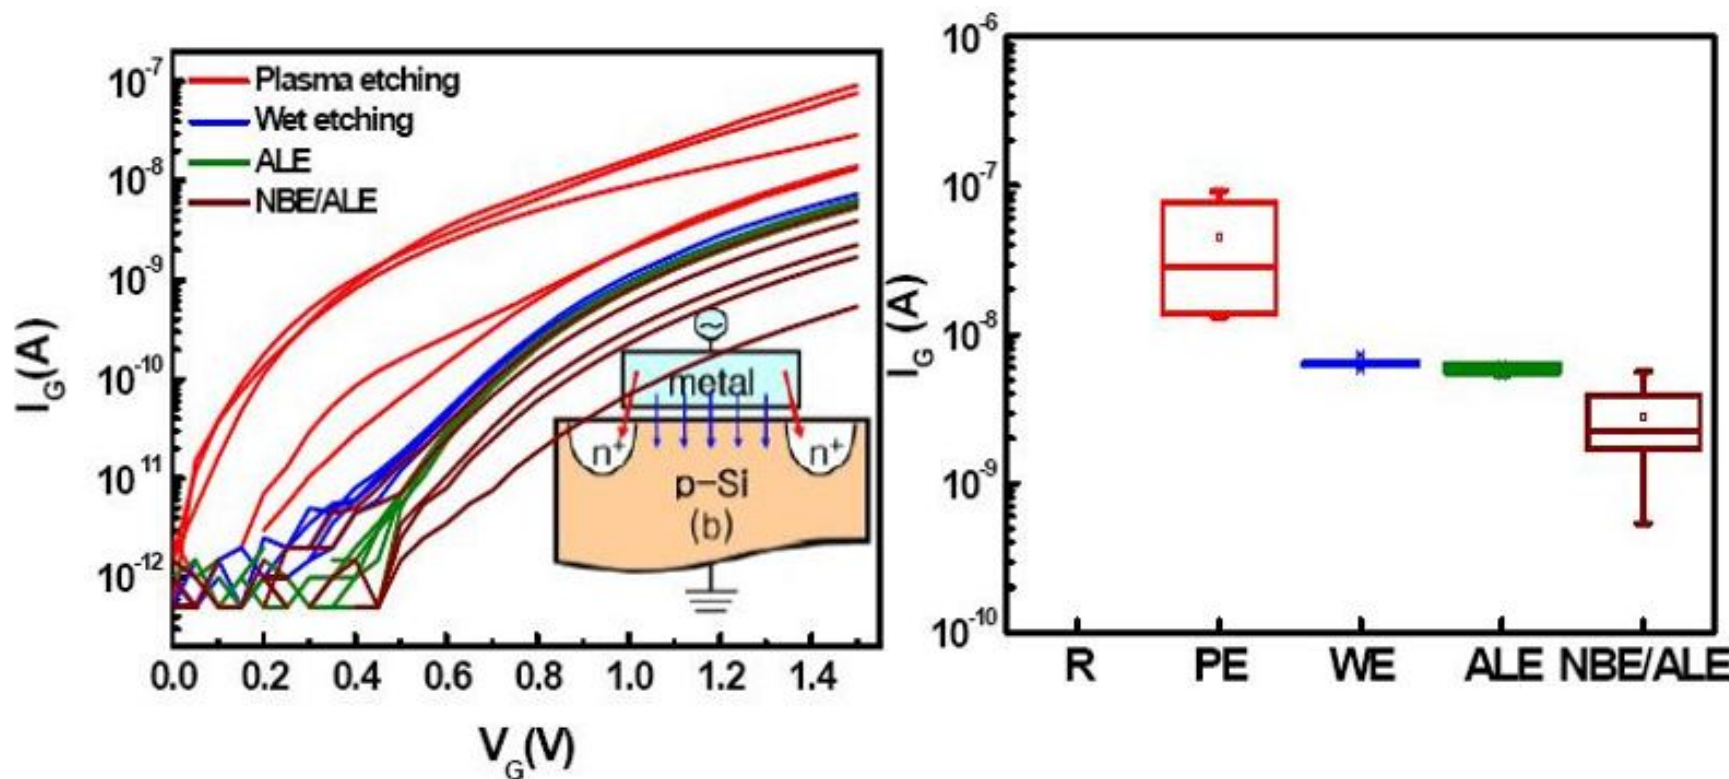 10⁻⁷
10⁻⁸
10⁻⁹
10⁻¹⁰
10⁻¹¹
10⁻¹²
I_G(A)
Plasma etching
Wet etching
ALE
NBE/ALE
~
metal
n⁺ n⁺
p-Si
(b)
0.0 0.2 0.4 0.6 0.8 1.0 1.2 1.4
V_G(V)
10⁻⁶
10⁻⁷
10⁻⁸
10⁻⁹
10⁻¹⁰
I_G (A)
R PE WE ALE NBE/ALE